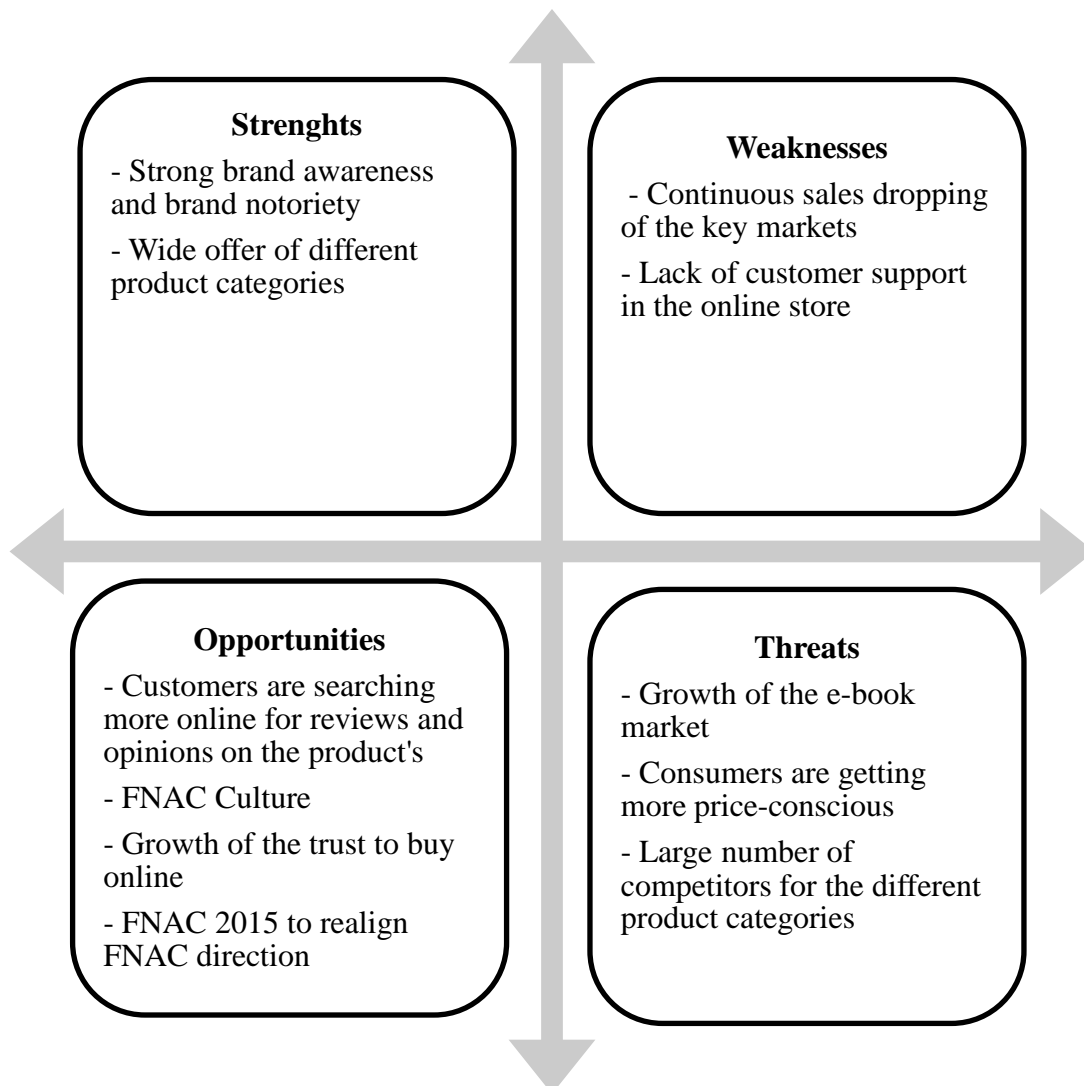 Strenghts
- Strong brand awareness
and brand notoriety
- Wide offer of different
product categories
Weaknesses
- Continuous sales dropping
of the key markets
- Lack of customer support
in the online store
Opportunities
- Customers are searching
more online for reviews and
opinions on the product's
- FNAC Culture
- Growth of the trust to buy
online
- FNAC 2015 to realign
FNAC direction
Threats
- Growth of the e-book
market
- Consumers are getting
more price-conscious
- Large number of
competitors for the different
product categories